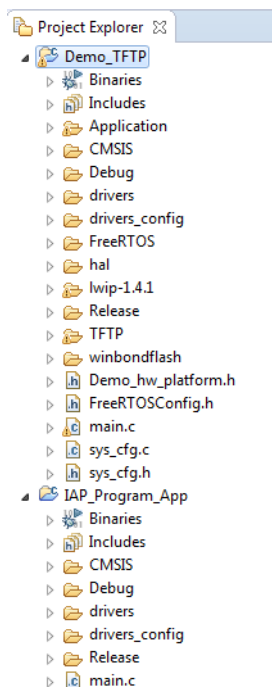 Project Explorer
Demo_TFTP
Binaries
Includes
Application
CMSIS
Debug
drivers
drivers_config
FreeRTOS
hal
lwip-1.4.1
Release
TFTP
winbondflash
Demo_hw_platform.h
FreeRTOSConfig.h
main.c
sys_cfg.c
sys_cfg.h
IAP_Program_App
Binaries
Includes
CMSIS
Debug
drivers
drivers_config
Release
main.c